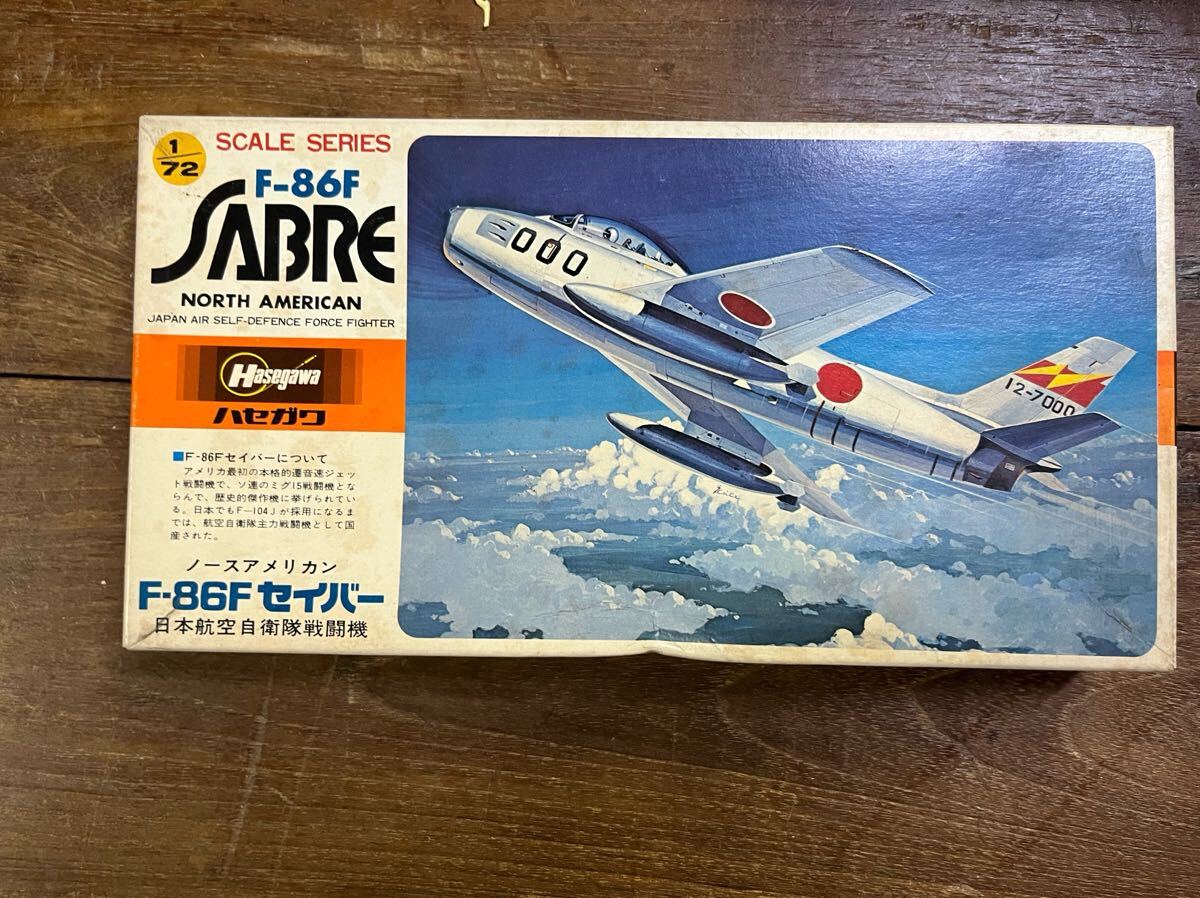 1/72
SCALE SERIES
F-86F
SABRE
NORTH AMERICAN
JAPAN AIR SELF-DEFENCE FORCE FIGHTER
Hasegawa
ハセガワ
■F-86Fセイバーについて
アメリカ最初の本格的遷音速ジェッ
ト戦闘機で、ソ連のミグ15戦闘機とな
らんで、歴史的傑作機に挙げられてい
る。日本でもF-104Jが採用になるま
では、航空自衛隊主力戦闘機として国
産された。
ノースアメリカン
F-86Fセイバー
日本航空自衛隊戦闘機
000
12-7000